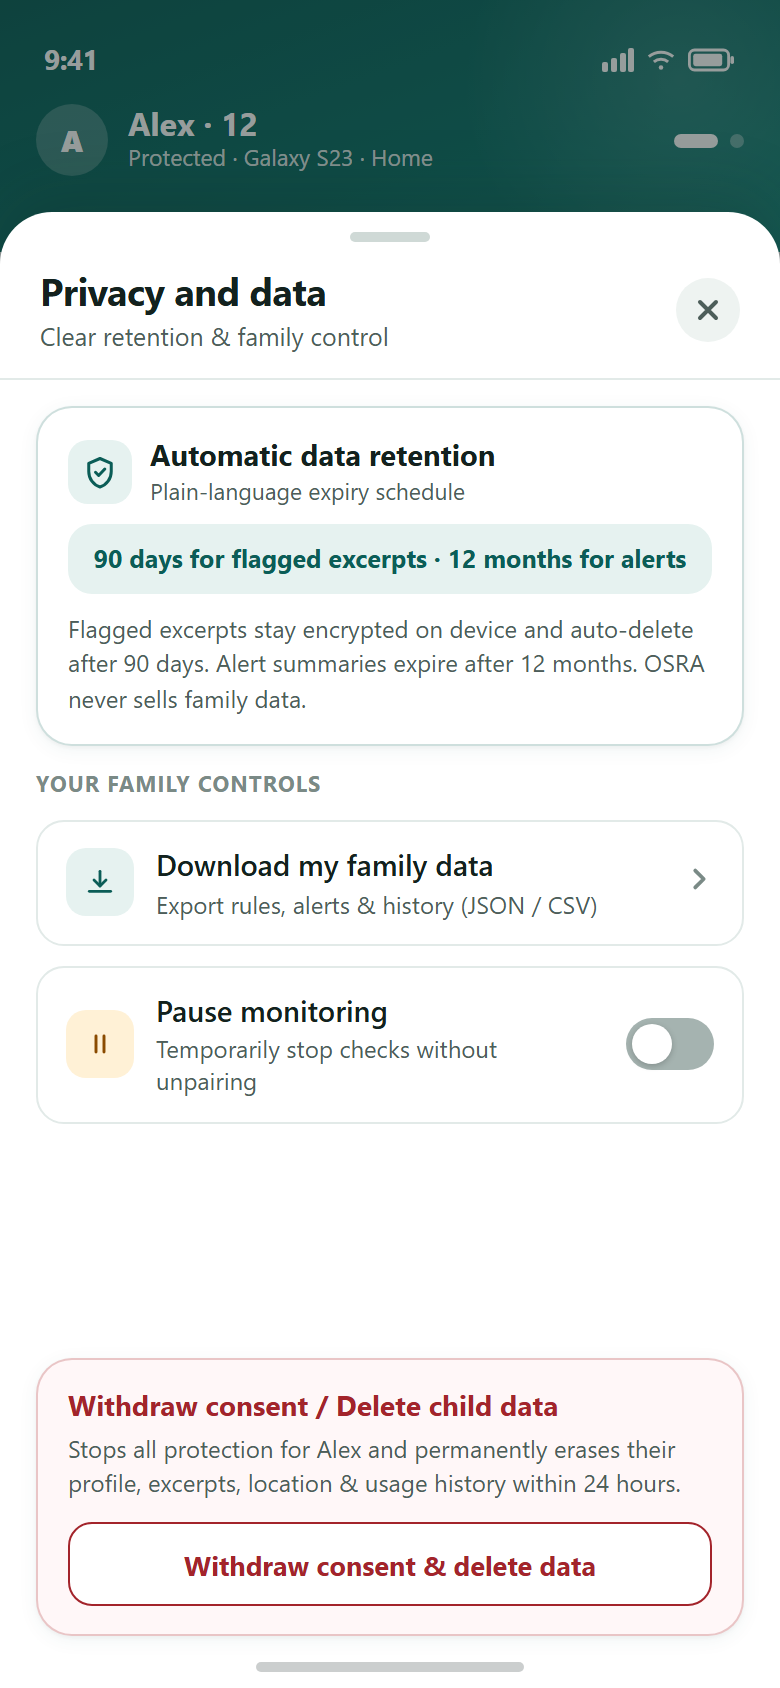 9:41
A
Alex · 12
Protected · Galaxy S23 · Home
Privacy and data
Clear retention & family control
Automatic data retention
Plain-language expiry schedule
90 days for flagged excerpts · 12 months for alerts
Flagged excerpts stay encrypted on device and auto-delete
after 90 days. Alert summaries expire after 12 months. OSRA
never sells family data.
YOUR FAMILY CONTROLS
Download my family data
Export rules, alerts & history (JSON / CSV)
Pause monitoring
Temporarily stop checks without
unpairing
Withdraw consent / Delete child data
Stops all protection for Alex and permanently erases their
profile, excerpts, location & usage history within 24 hours.
Withdraw consent & delete data